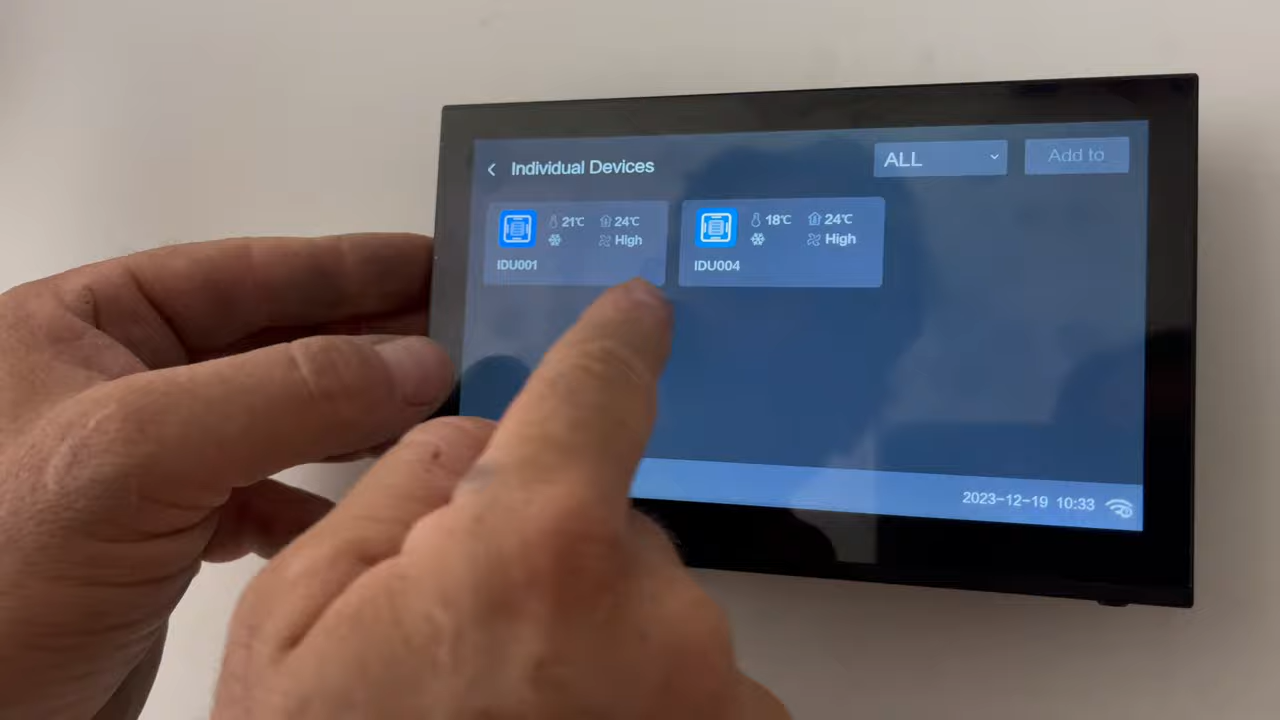 Individual Devices
ALL
Add to
21℃ 24℃
High
IDU001
18℃ 24℃
High
IDU004
2023-12-19 10:33